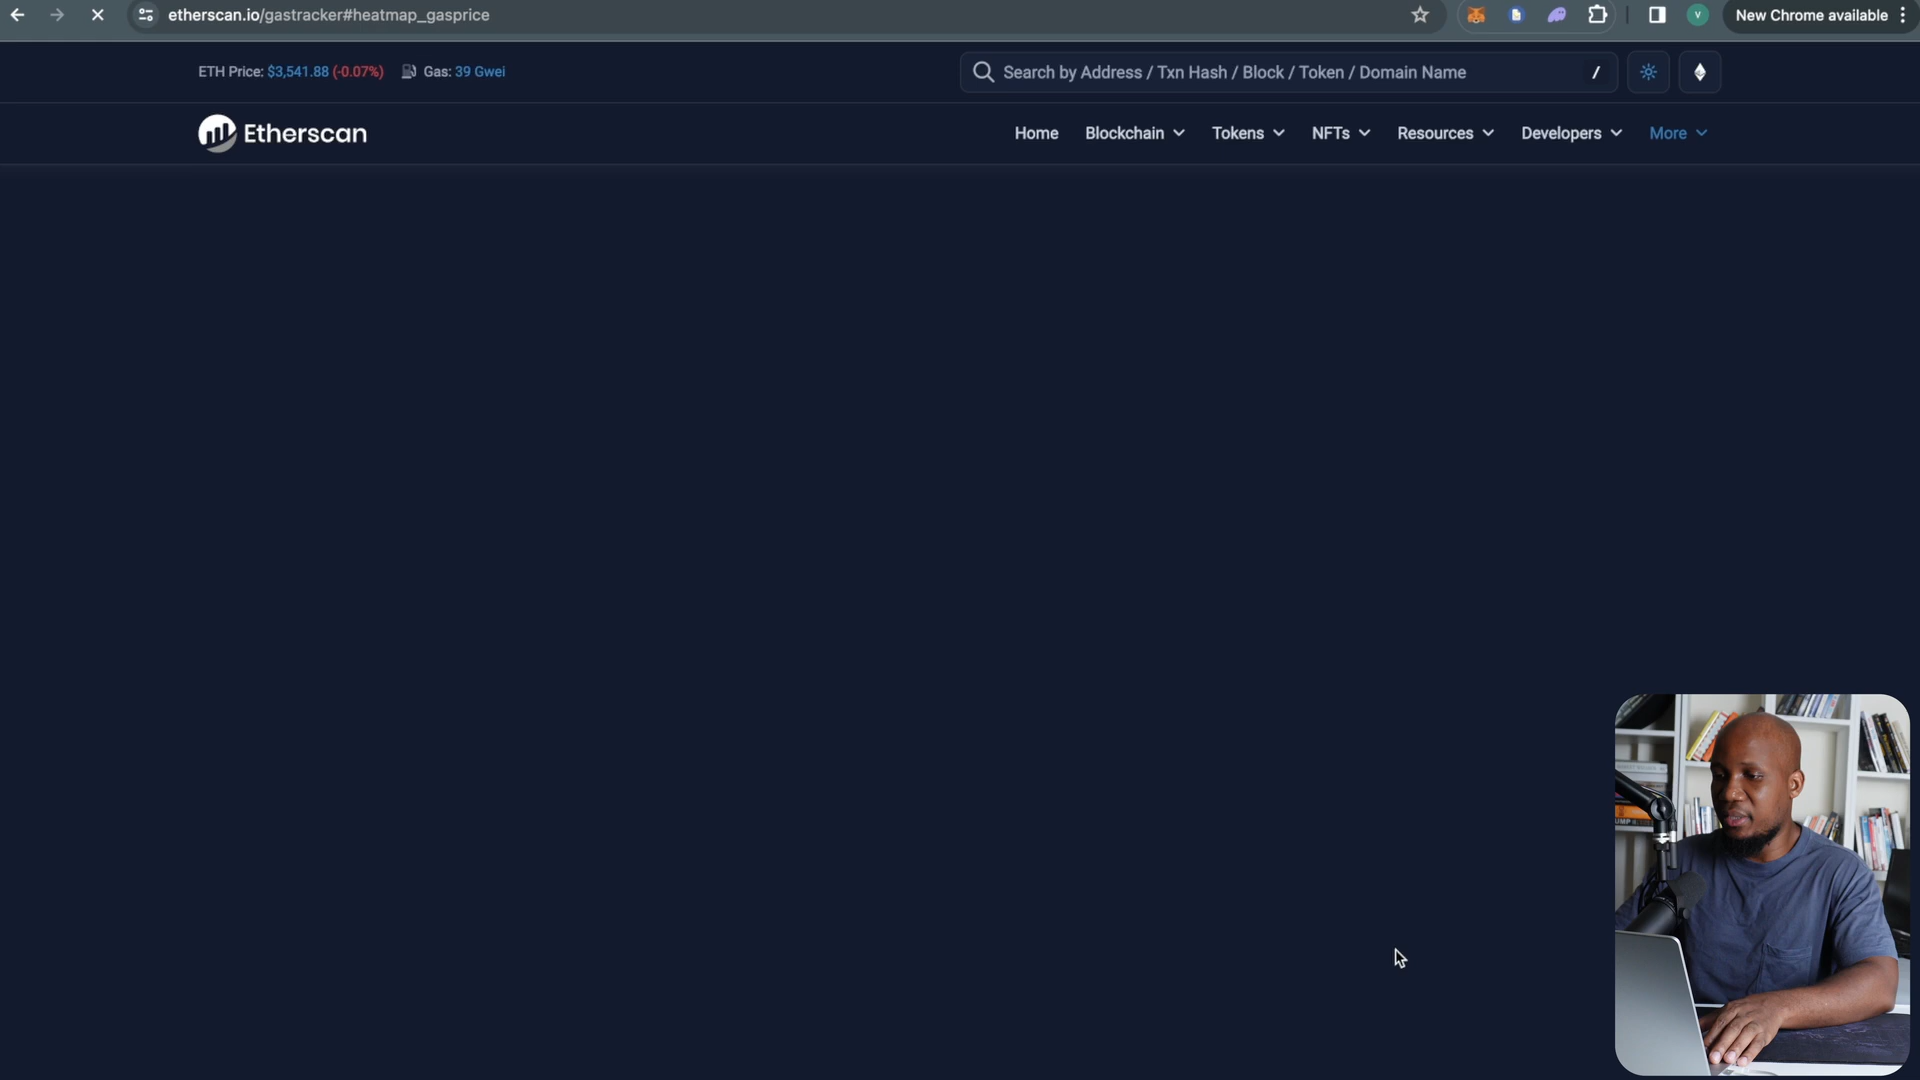 etherscan.io/gastracker#heatmap_gasprice
V
New Chrome available
ETH Price: $3,541.88 (-0.07%) Gas: 39 Gwei
Search by Address / Txn Hash / Block / Token / Domain Name
/
Etherscan
Home
Blockchain
Tokens
NFTs
Resources
Developers
More